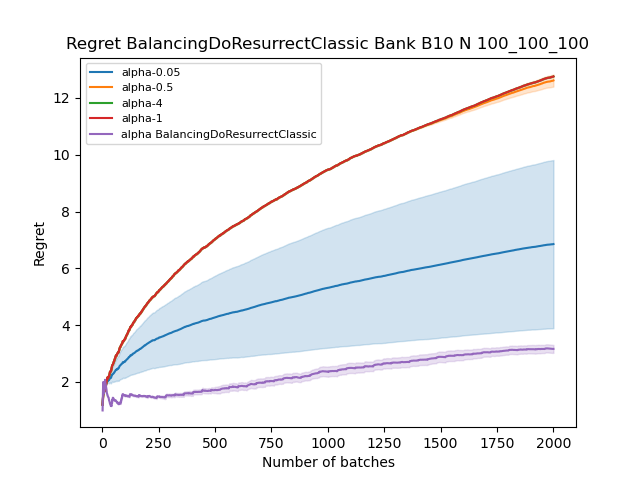 Regret BalancingDoResurrectClassic Bank B10 N 100_100_100
alpha-0.05
alpha-0.5
alpha-4
alpha-1
alpha BalancingDoResurrectClassic
12
10
8
6
4
2
Regret
0 250 500 750 1000 1250 1500 1750 2000
Number of batches